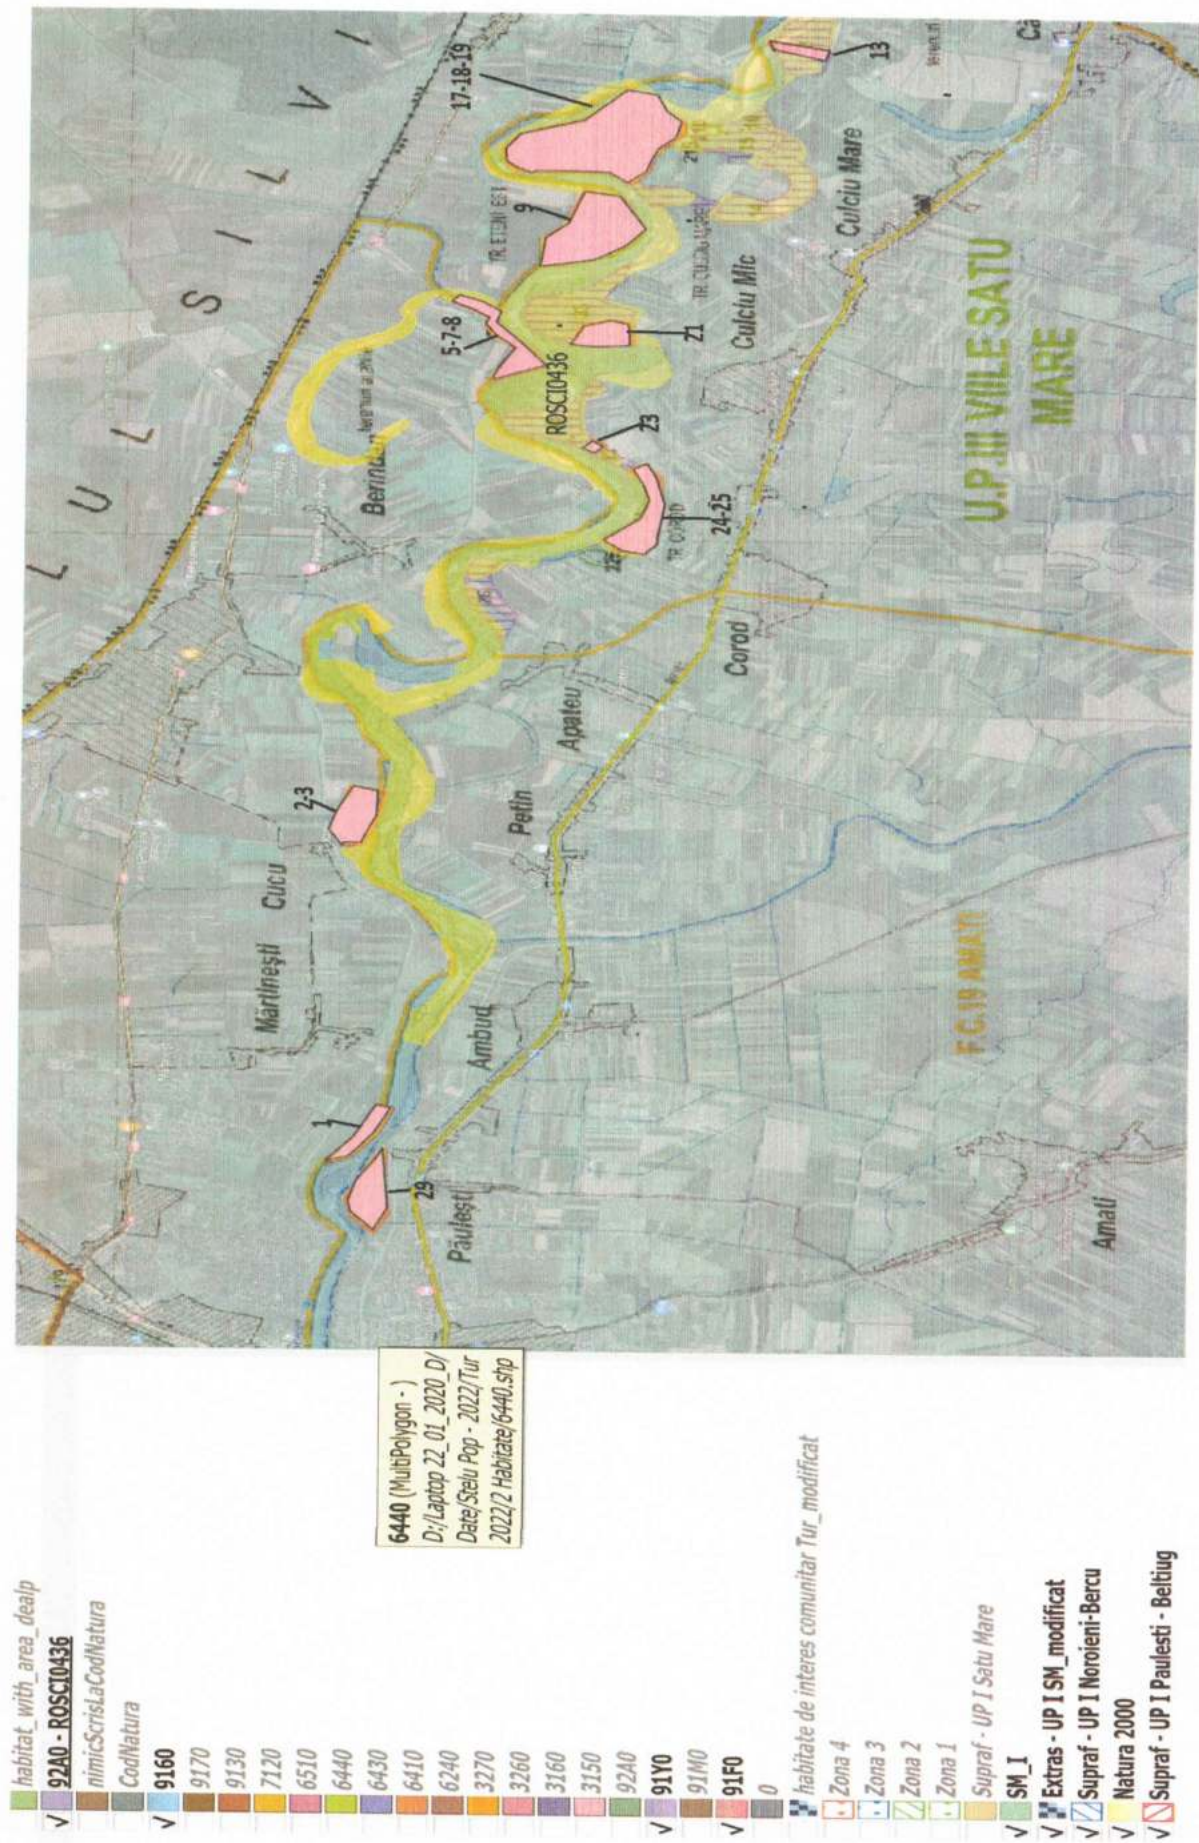 habitat_with_area_dealp
√ 92A0 - ROSCI0436
nimicScrisLaCodNatura
CodNatura
√ 9160
9170
9130
7120
6510
6440
6430
6410
6240
3270
3260
3160
3150
92A0
√ 91Y0
91M0
√ 91F0
0
habitate de interes comunitar Tur_modificat
Zona 4
Zona 3
Zona 2
Zona 1
Supraf - UP I Satu Mare
√ SM_I
√ Extras - UP I SM_modificat
√ Supraf - UP I Noroieni-Bercu
√ Natura 2000
√ Supraf - UP I Paulesti - Beltiug
6440 (MultiPolygon - )
D:/Laptop 22_01_2020_D/
Date/Stelu Pop - 2022/Tur
2022/2 Habitate/6440.shp
L U L S I L V I
17-18-19
TR. ETENI EST
9
5-7-8
13
21
Culciu Mare
Culciu Mic
21
ROSCI0436
23
24-25
Corod
Apateu
Petin
2-3
Cucu
Mărtinești
Ambud
1
29
Păulești
Amati
F.C.19 AMATI
U.P.III VIILE SATU
MARE